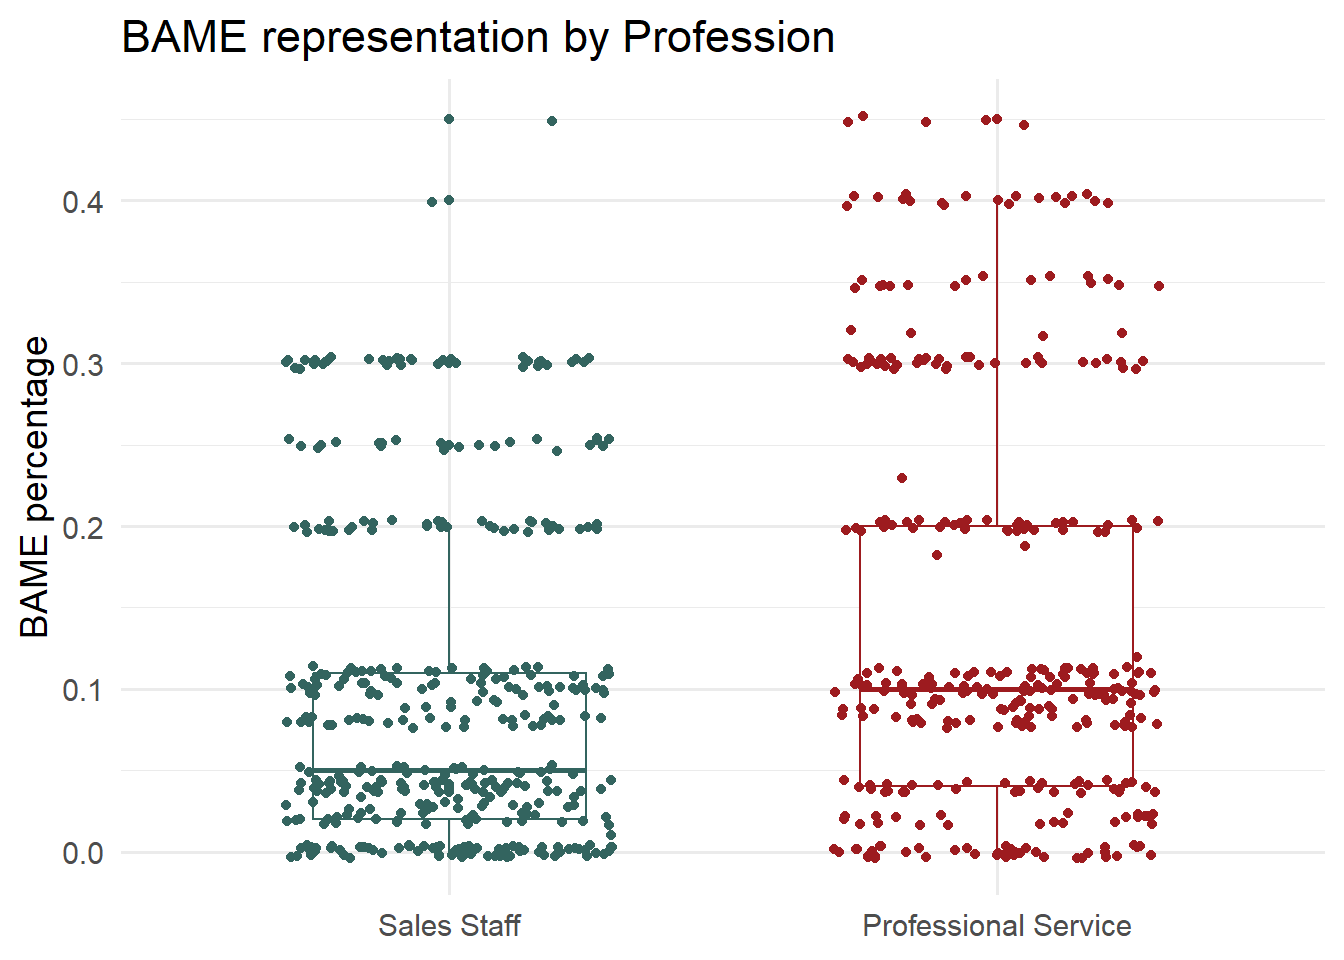 BAME representation by Profession
BAME percentage
0.4
0.3
0.2
0.1
0.0
Sales Staff
Professional Service